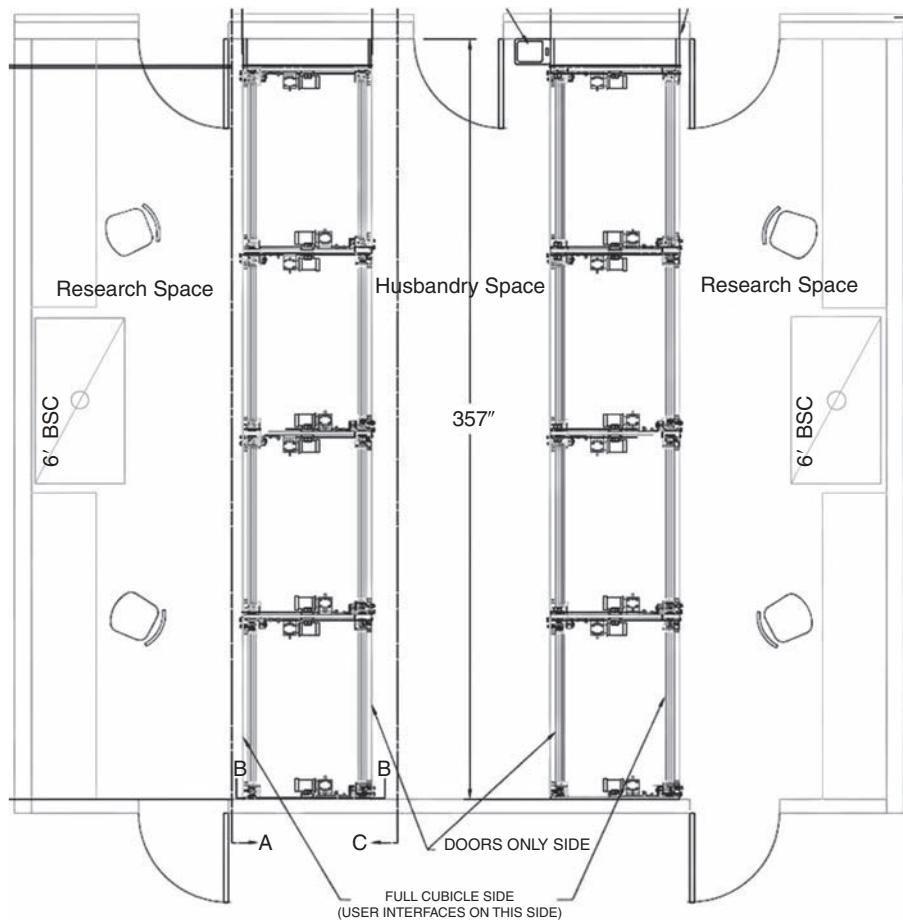 Research Space
Husbandry Space
Research Space
6' BSC
357"
6' BSC
B
B
A
C
DOORS ONLY SIDE
FULL CUBICLE SIDE
(USER INTERFACES ON THIS SIDE)